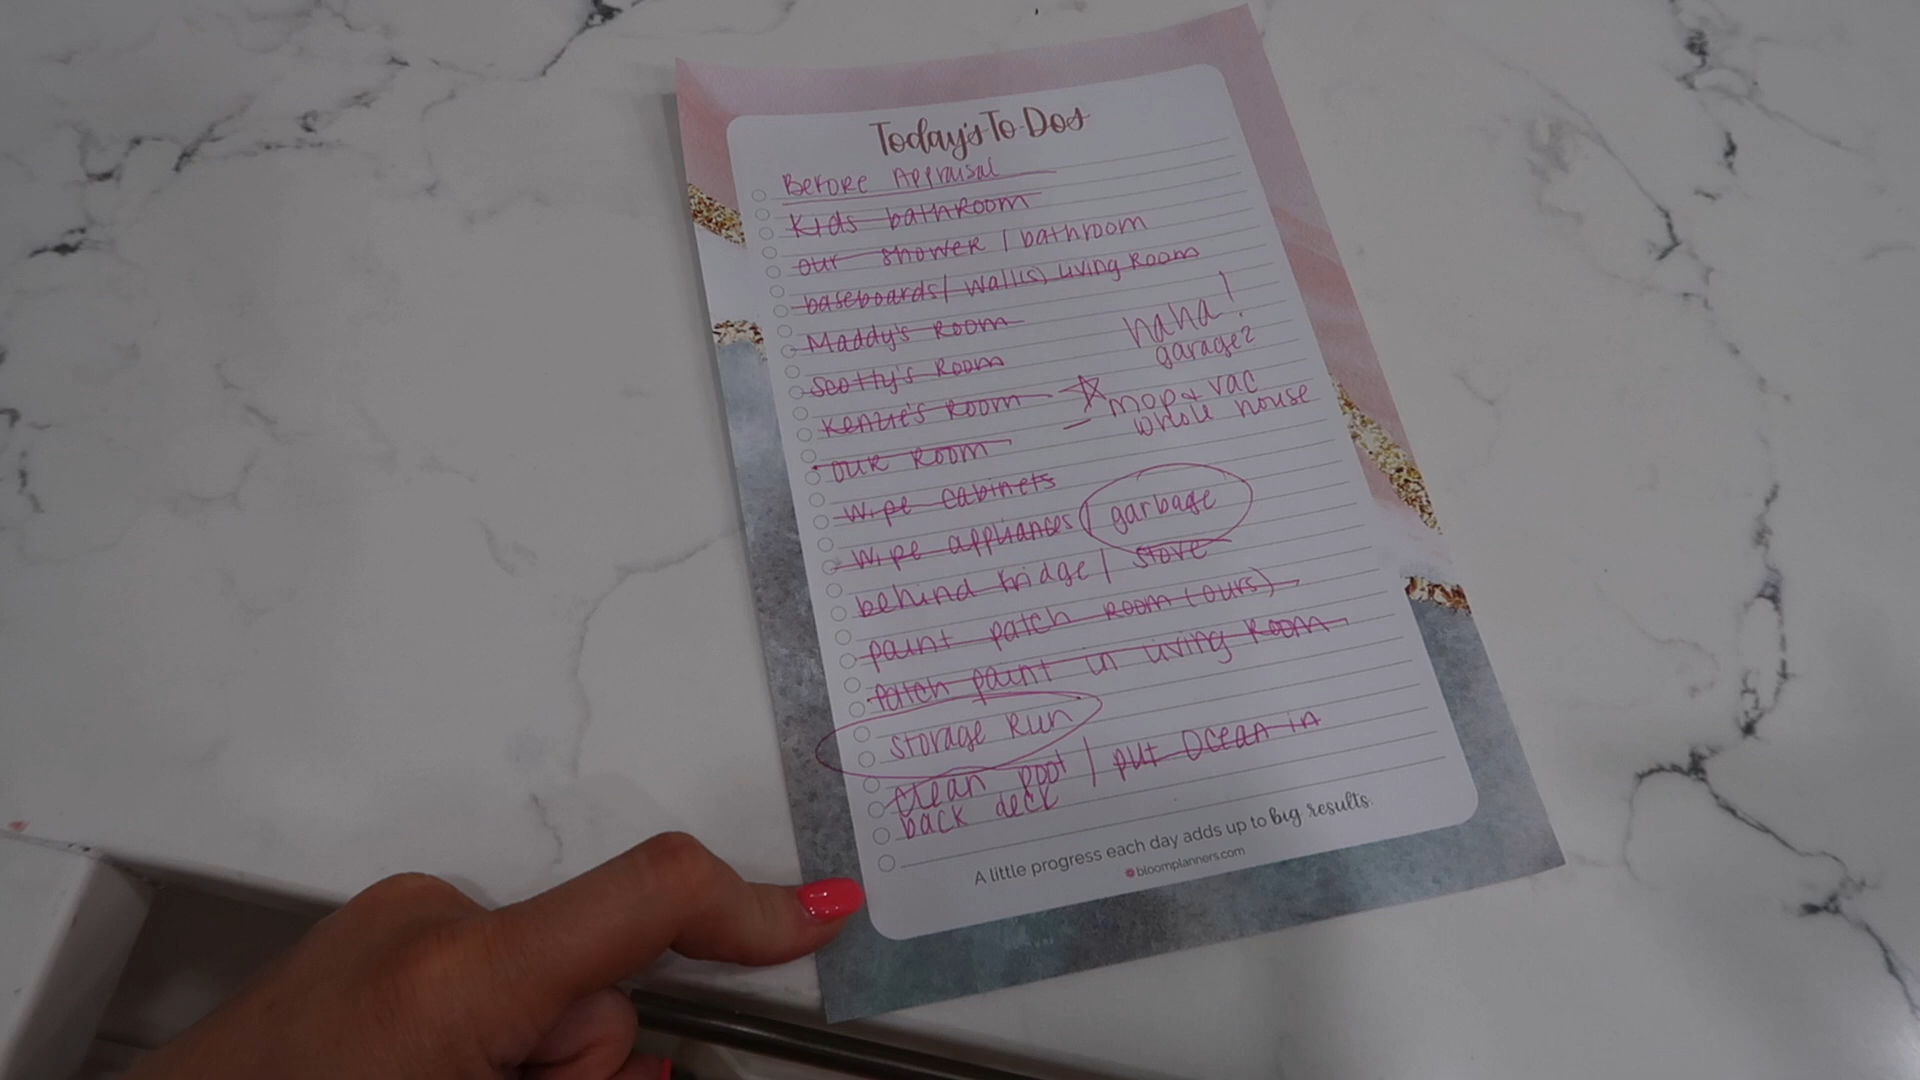 Today's To Dos
Before Appraisal
Kids bathroom
our shower / bathroom
baseboards / walls) living Room
Maddy's Room
Scotty's Room
Kenzie's Room
our Room
wipe cabinets
wipe appliances / garbage
behind fridge / stove
paint patch room (ours)
patch paint in living Room
storage Run
clean pool / put ocean in
back deck
haha!
garage?
mop & vac
whole house
A little progress each day adds up to big results.
bloomplanners.com